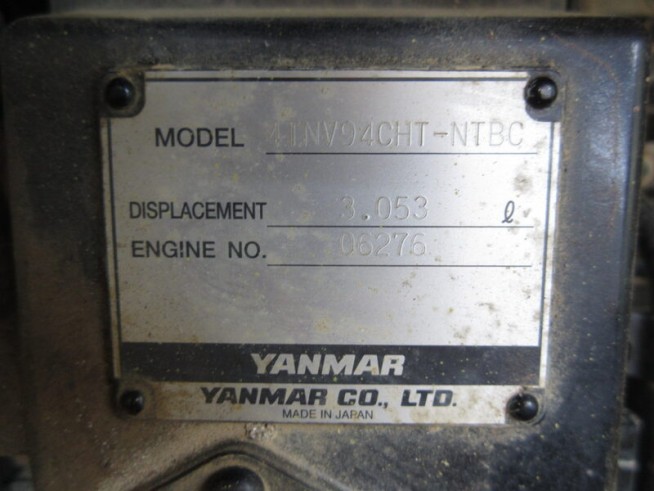 MODEL 4TNV94CHT-NTBC
DISPLACEMENT 3.053 ℓ
ENGINE NO. 06276
YANMAR
YANMAR CO., LTD.
MADE IN JAPAN